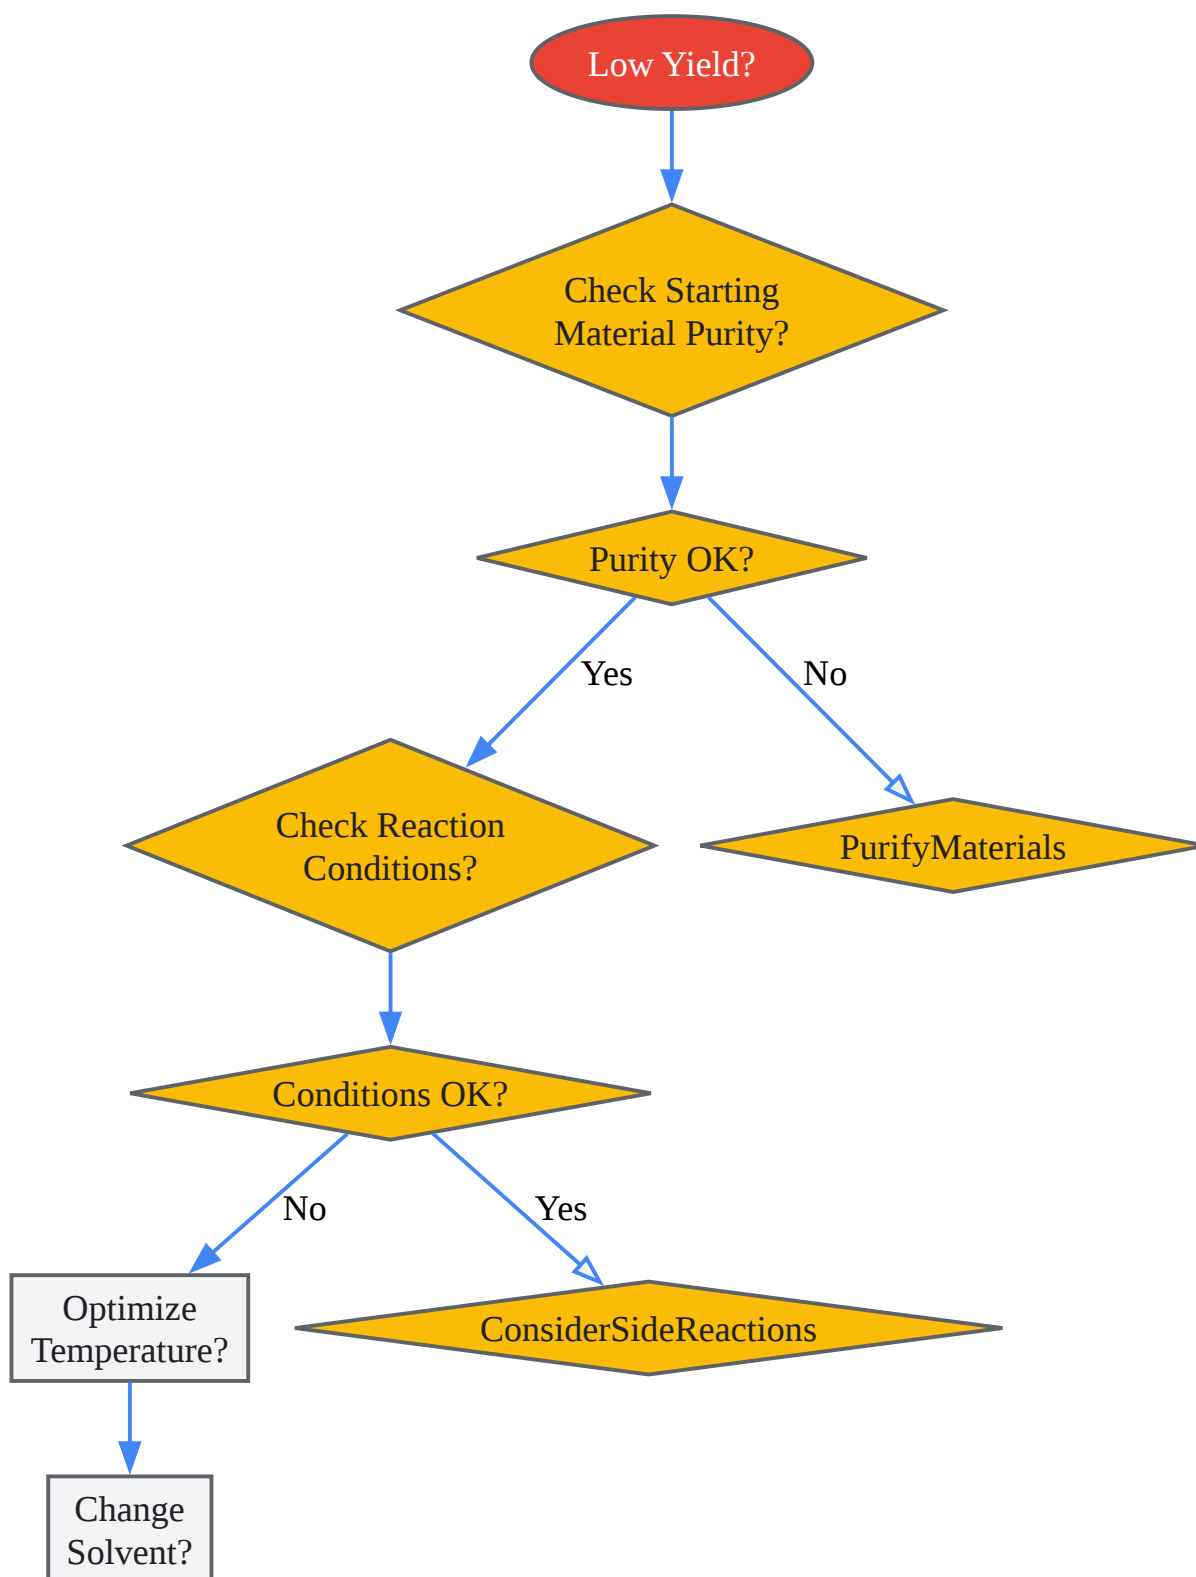 Low Yield?
Check Starting
Material Purity?
Purity OK?
Yes
No
Check Reaction
Conditions?
PurifyMaterials
Conditions OK?
No
Yes
Optimize
Temperature?
ConsiderSideReactions
Change
Solvent?